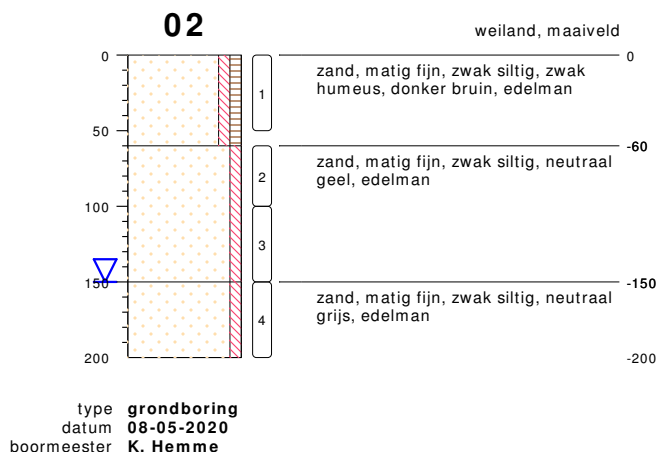 02
weiland, maaiveld
0
0
zand, matig fijn, zwak siltig, zwak
humeus, donker bruin, edelman
1
50
-60
zand, matig fijn, zwak siltig, neutraal
geel, edelman
2
100
3
150
-150
zand, matig fijn, zwak siltig, neutraal
grijs, edelman
4
200
-200
type grondboring
datum 08-05-2020
boormeester K. Hemme